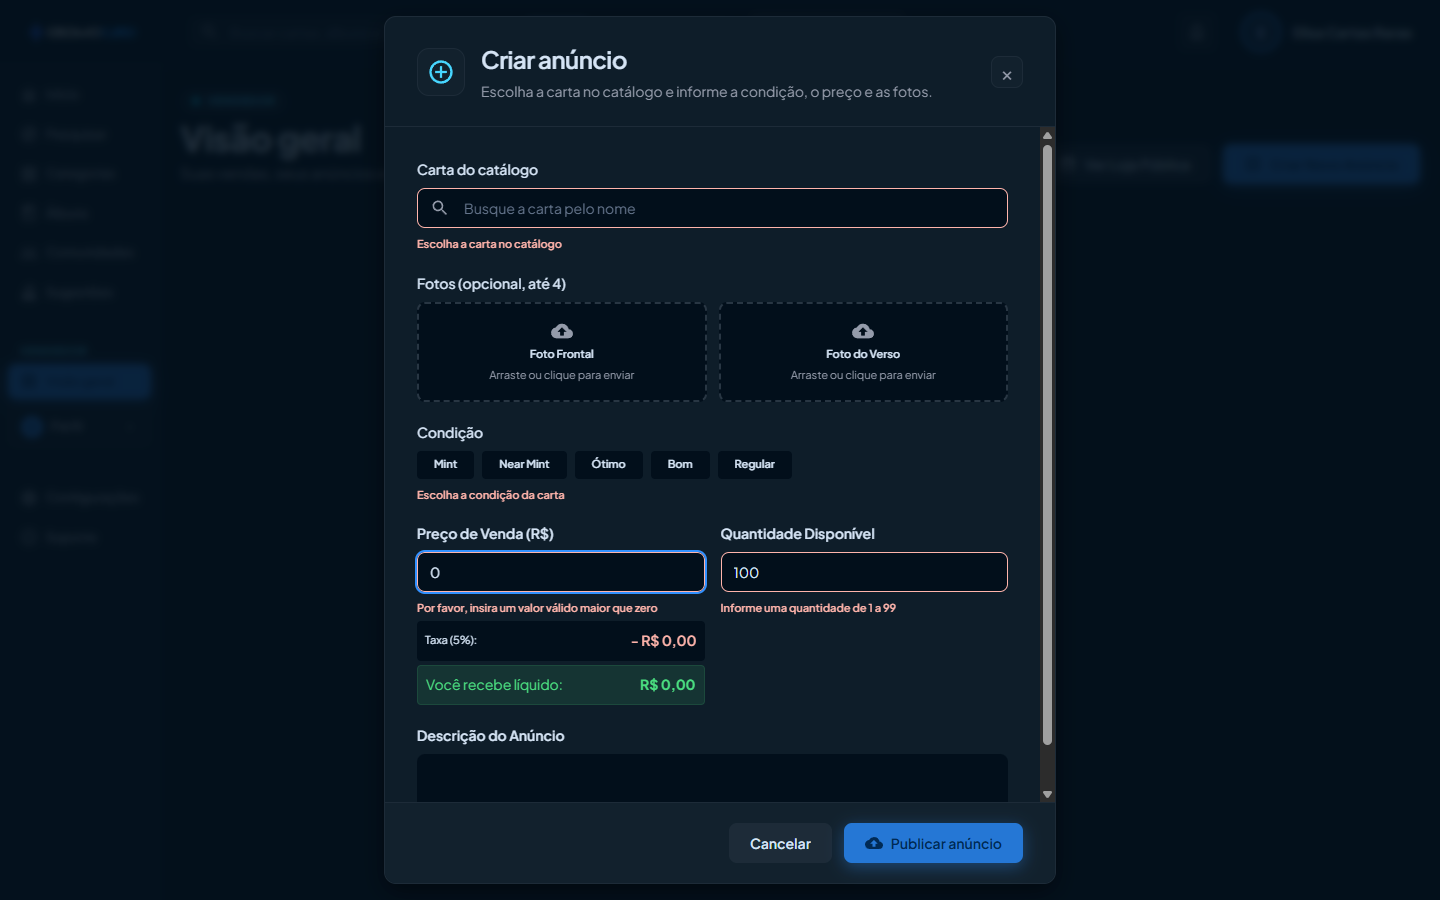 Criar anúncio
Escolha a carta no catálogo e informe a condição, o preço e as fotos.
Visão geral
Carta do catálogo
Busque a carta pelo nome
Escolha a carta no catálogo
Fotos (opcional, até 4)
Foto Frontal
Arraste ou clique para enviar
Foto do Verso
Arraste ou clique para enviar
Condição
Mint
Near Mint
Ótimo
Bom
Regular
Escolha a condição da carta
Preço de Venda (R$)
Quantidade Disponível
0
100
Por favor, insira um valor válido maior que zero
Informe uma quantidade de 1 a 99
Taxa (5%):
- R$ 0,00
Você recebe líquido:
R$ 0,00
Descrição do Anúncio
Cancelar
Publicar anúncio